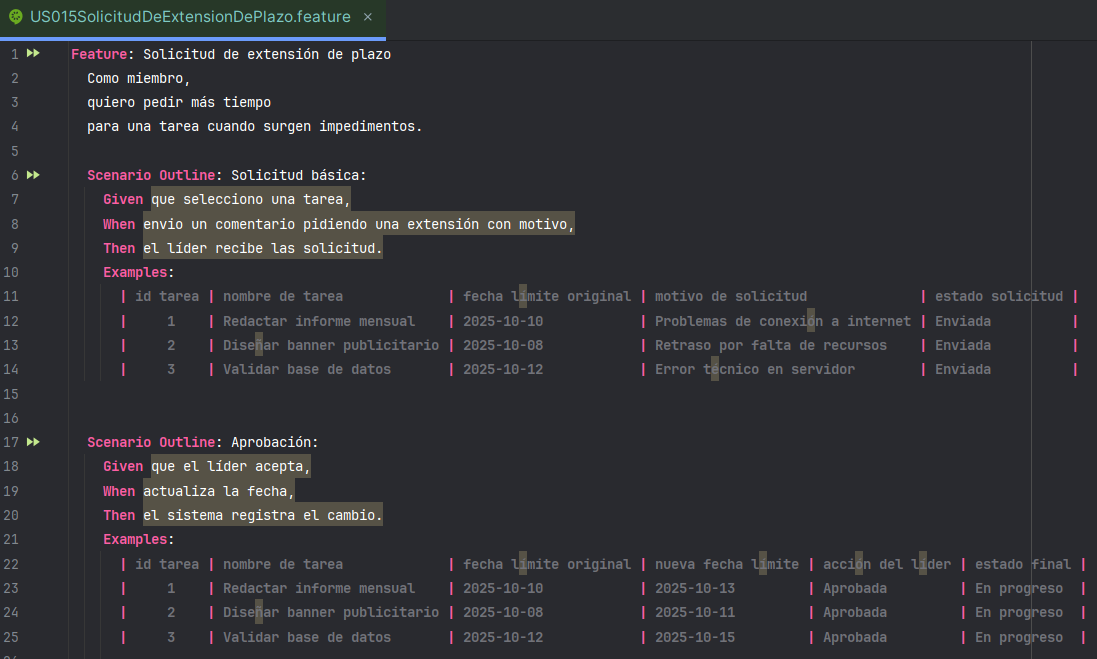 US015SolicitudDeExtensionDePlazo.feature ×
1 Feature: Solicitud de extensión de plazo
2 Como miembro,
3 quiero pedir más tiempo
4 para una tarea cuando surgen impedimentos.
5
6 Scenario Outline: Solicitud básica:
7 Given que selecciono una tarea,
8 When envio un comentario pidiendo una extensión con motivo,
9 Then el líder recibe las solicitud.
10 Examples:
11 | id tarea | nombre de tarea | fecha límite original | motivo de solicitud | estado solicitud |
12 | 1 | Redactar informe mensual | 2025-10-10 | Problemas de conexión a internet | Enviada |
13 | 2 | Diseñar banner publicitario | 2025-10-08 | Retraso por falta de recursos | Enviada |
14 | 3 | Validar base de datos | 2025-10-12 | Error técnico en servidor | Enviada |
15
16
17 Scenario Outline: Aprobación:
18 Given que el líder acepta,
19 When actualiza la fecha,
20 Then el sistema registra el cambio.
21 Examples:
22 | id tarea | nombre de tarea | fecha límite original | nueva fecha límite | acción del líder | estado final |
23 | 1 | Redactar informe mensual | 2025-10-10 | 2025-10-13 | Aprobada | En progreso |
24 | 2 | Diseñar banner publicitario | 2025-10-08 | 2025-10-11 | Aprobada | En progreso |
25 | 3 | Validar base de datos | 2025-10-12 | 2025-10-15 | Aprobada | En progreso |